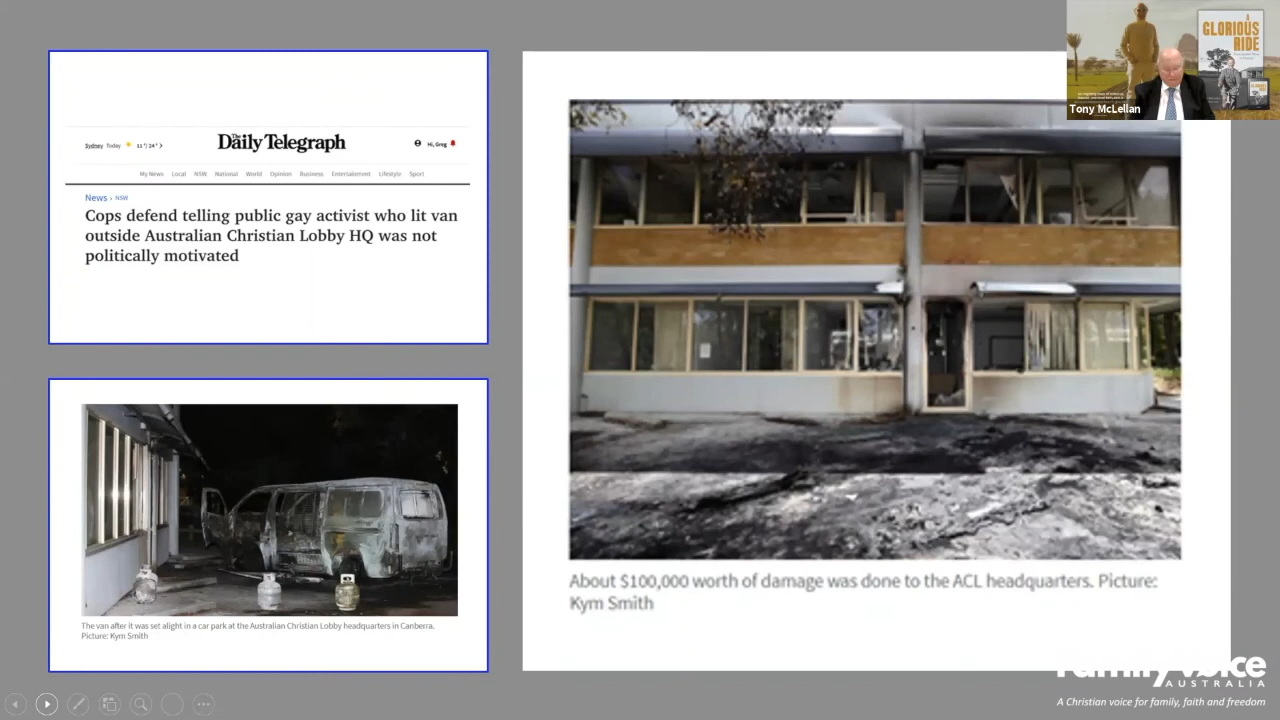 The Daily Telegraph
Sydney Today 11°/24° >
Hi, Greg
My News Local NSW. National World Opinion Business Entertainment Lifestyle Sport
News › NSW
Cops defend telling public gay activist who lit van
outside Australian Christian Lobby HQ was not
politically motivated
The van after it was set alight in a car park at the Australian Christian Lobby headquarters in Canberra.
Picture: Kym Smith
About $100,000 worth of damage was done to the ACL headquarters. Picture:
Kym Smith
A
GLORIOUS
RIDE
Tony McLellan
FamilyVoice
AUSTRALIA
A Christian voice for family, faith and freedom